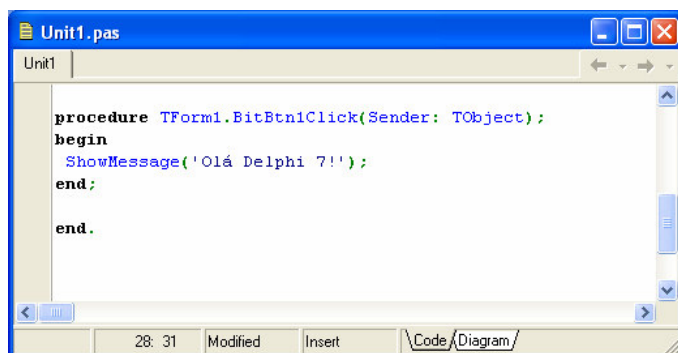 Unit1.pas
Unit1
procedure TForm1.BitBtn1Click(Sender: TObject);
begin
ShowMessage('Olá Delphi 7!');
end;
end.
28: 31 Modified Insert Code Diagram